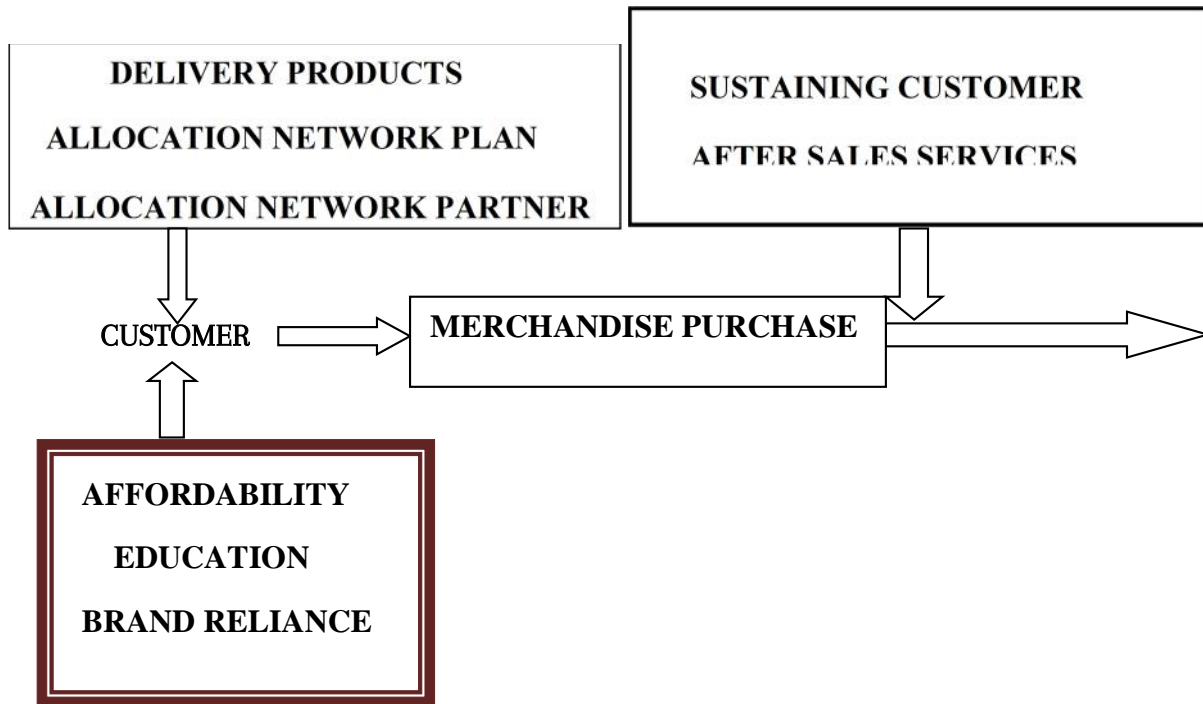 DELIVERY PRODUCTS
ALLOCATION NETWORK PLAN
ALLOCATION NETWORK PARTNER
SUSTAINING CUSTOMER
AFTER SALES SERVICES
CUSTOMER
MERCHANDISE PURCHASE
AFFORDABILITY
EDUCATION
BRAND RELIANCE